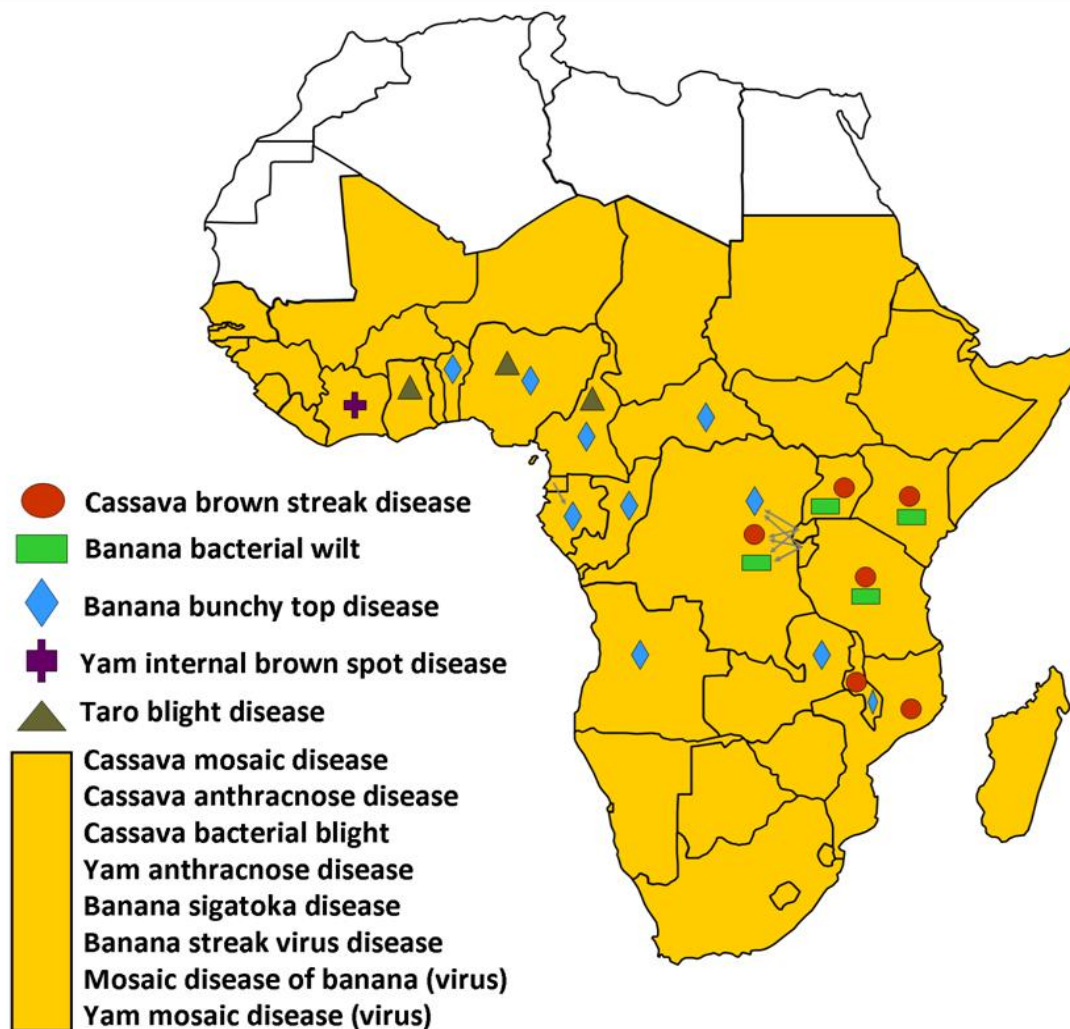 Cassava brown streak disease
Banana bacterial wilt
Banana bunchy top disease
Yam internal brown spot disease
Taro blight disease
Cassava mosaic disease
Cassava anthracnose disease
Cassava bacterial blight
Yam anthracnose disease
Banana sigatoka disease
Banana streak virus disease
Mosaic disease of banana (virus)
Yam mosaic disease (virus)